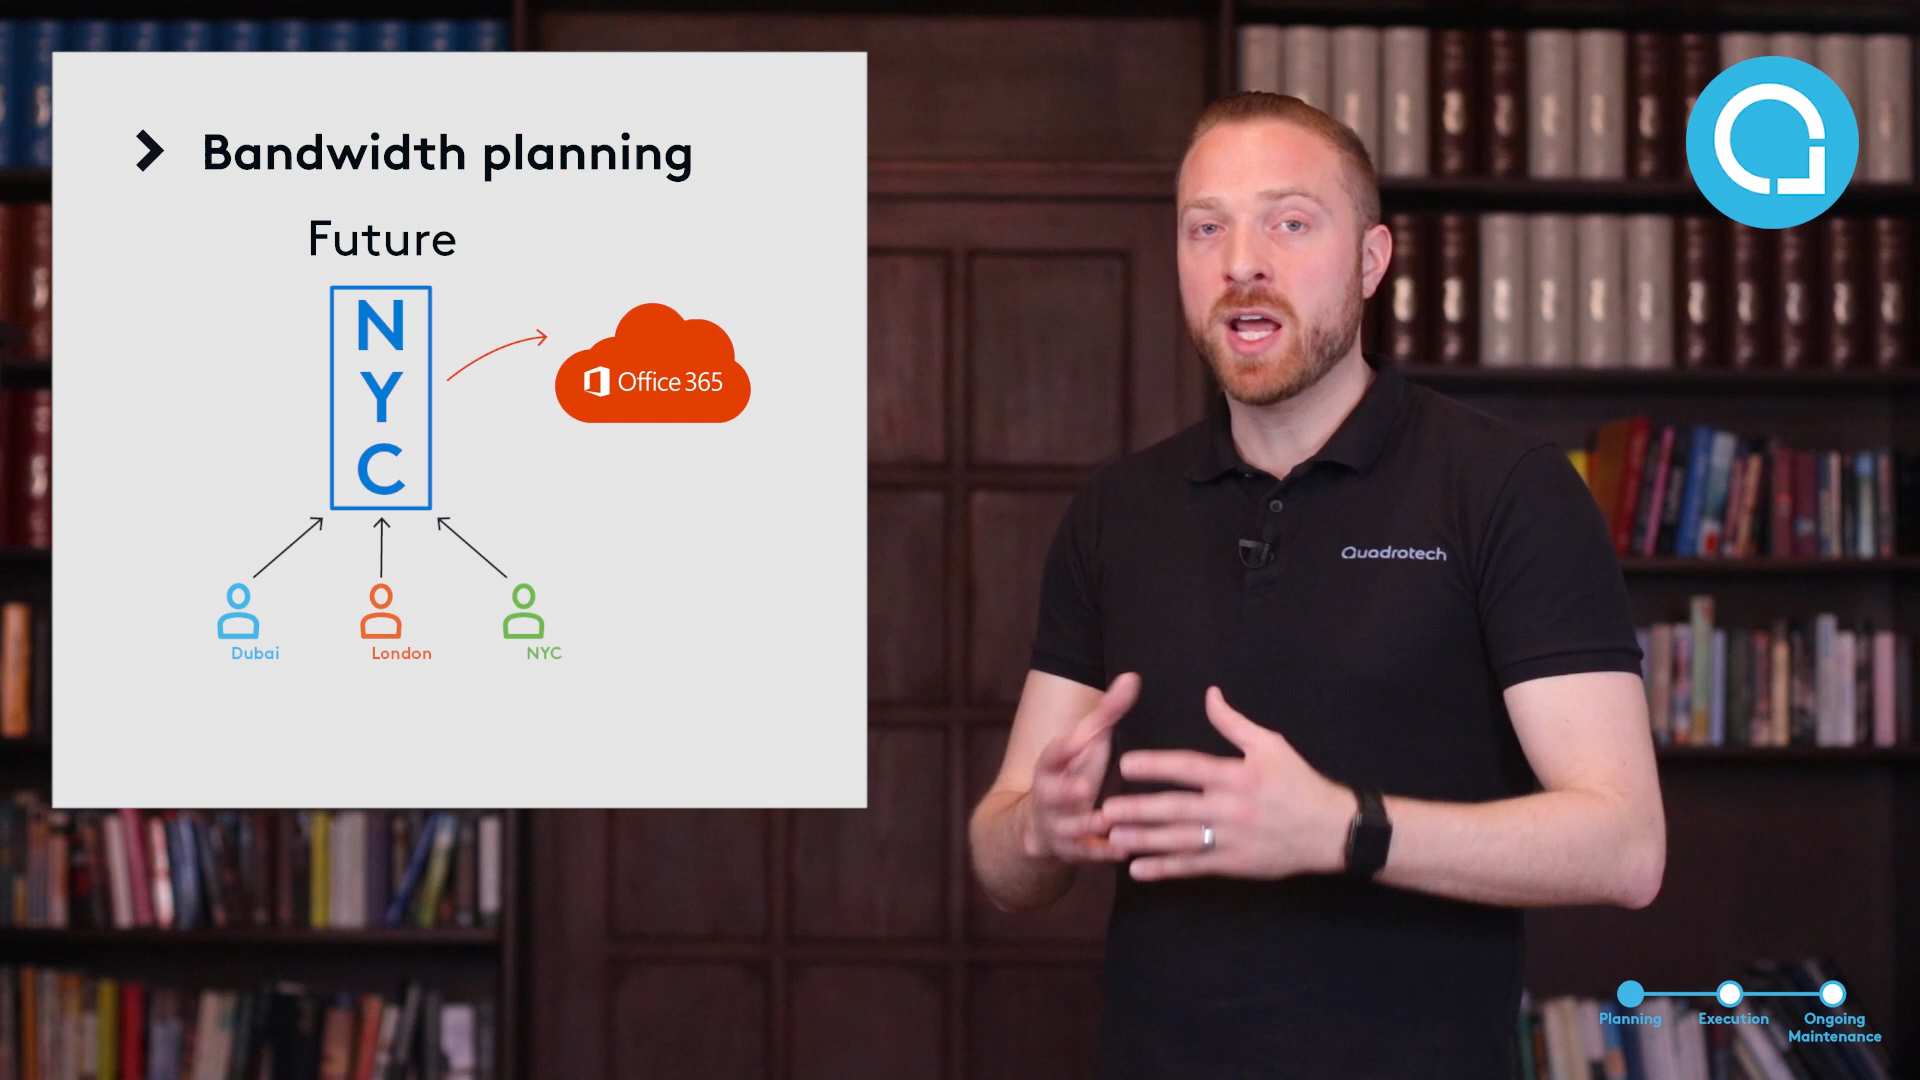 Bandwidth planning
Future
N
Y
C
Office 365
Dubai
London
NYC
Quadrotech
Planning
Execution
Ongoing
Maintenance